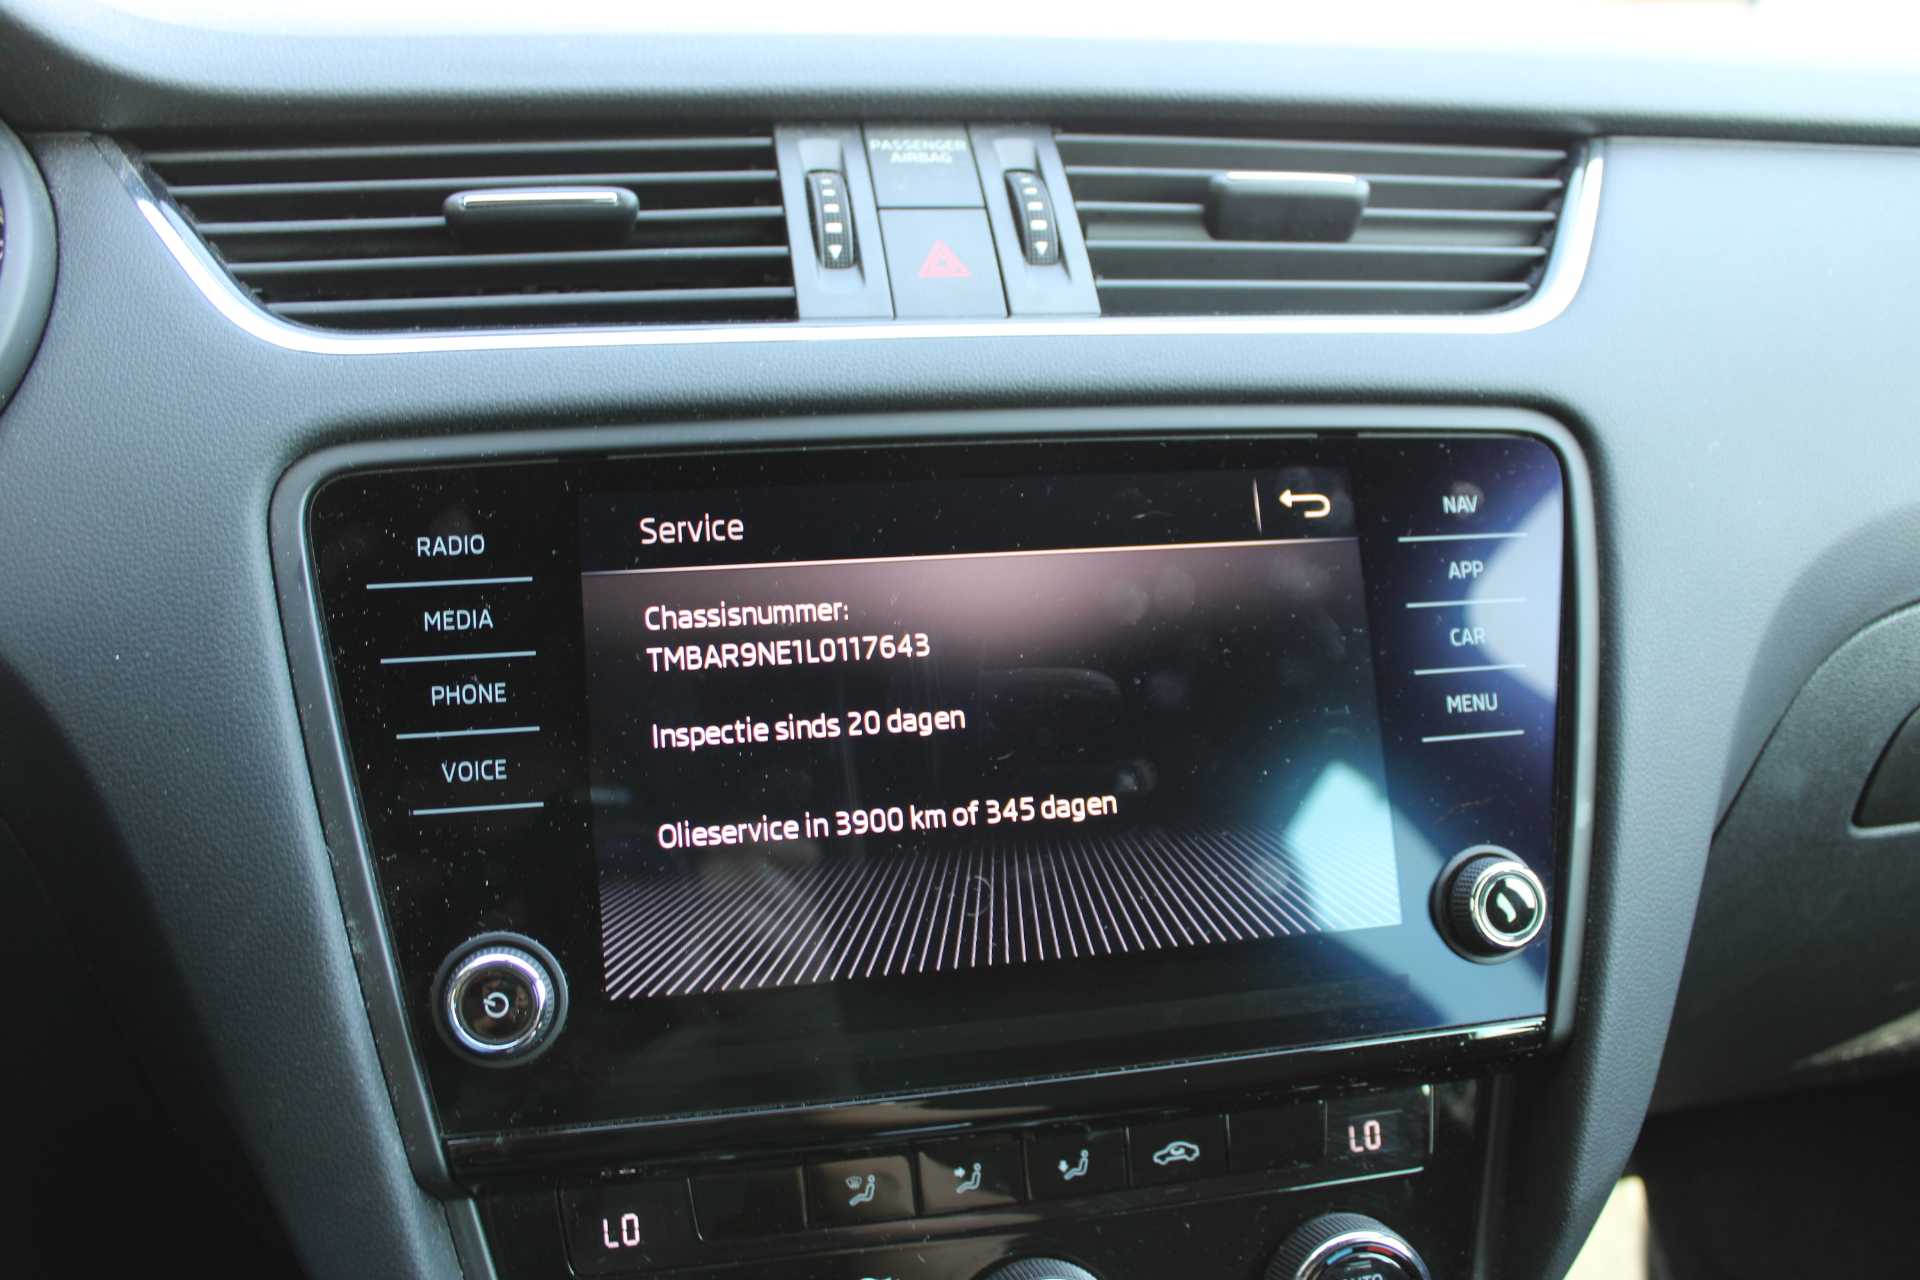 PASSENGER
AIRBAG
RADIO
MEDIA
PHONE
VOICE
Service
Chassisnummer:
TMBAR9NE1L0117643
Inspectie sinds 20 dagen
Olieservice in 3900 km of 345 dagen
NAV
APP
CAR
MENU
LO
LO
AUTO